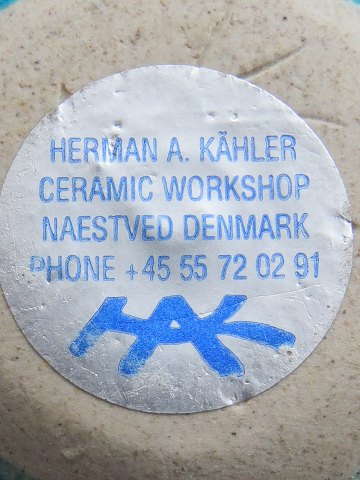 HERMAN A. KÄHLER
CERAMIC WORKSHOP
NAESTVED DENMARK
PHONE +45 55 72 02 91
HAK